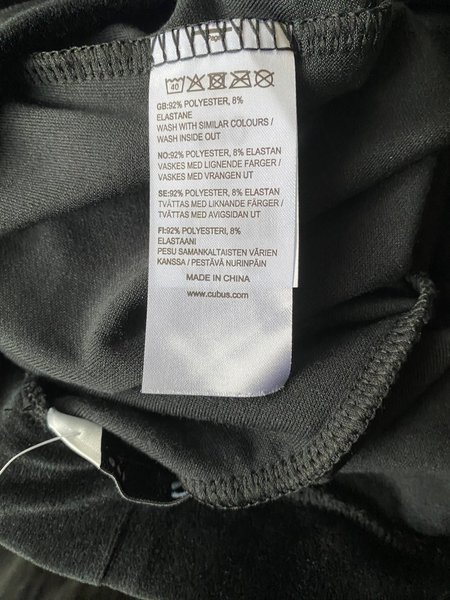 40
GB:92% POLYESTER, 8%
ELASTANE
WASH WITH SIMILAR COLOURS /
WASH INSIDE OUT
NO:92% POLYESTER, 8% ELASTAN
VASKES MED LIGNENDE FARGER /
VASKES MED VRANGEN UT
SE:92% POLYESTER, 8% ELASTAN
TVÄTTAS MED LIKNANDE FÄRGER /
TVÄTTAS MED AVIGSIDAN UT
FI:92% POLYESTERI, 8%
ELASTAANI
PESU SAMANKALTAISTEN VÄRIEN
KANSSA / PESTÄVÄ NURINPÄIN
MADE IN CHINA
www.cubus.com